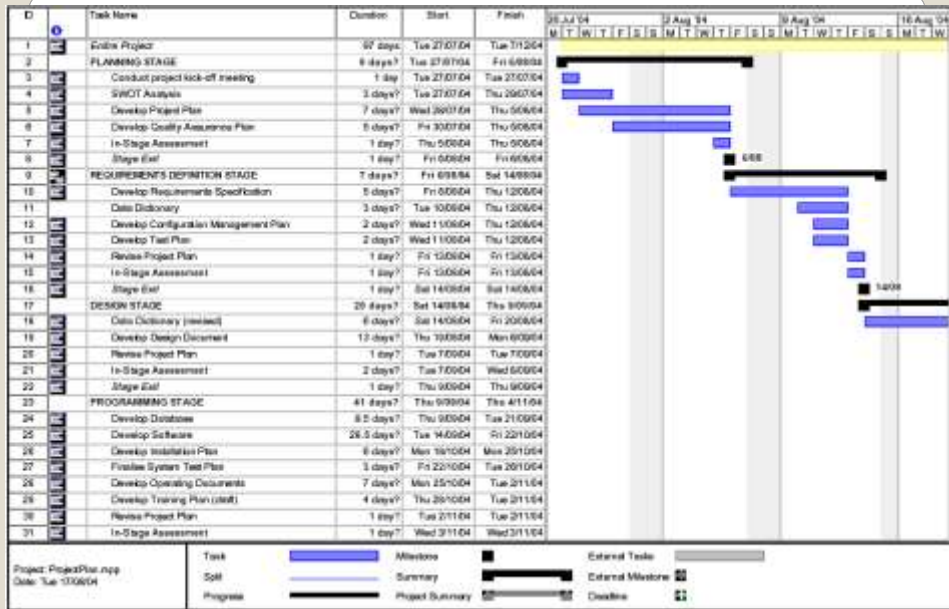 ID Task Name Duration Start Finish 2 Aug '04 9 Aug '04 16 Aug '04
1 Entire Project 97 days Tue 27/07/04 Tue 7/12/04
2 PLANNING STAGE 9 days? Tue 27/07/04 Fri 6/08/04
3 Conduct project kick-off meeting 1 day Tue 27/07/04 Tue 27/07/04
4 SWOT Analysis 3 days? Tue 27/07/04 Thu 29/07/04
5 Develop Project Plan 7 days? Wed 28/07/04 Thu 5/08/04
6 Develop Quality Assurance Plan 5 days? Fri 30/07/04 Thu 5/08/04
7 In-Stage Assessment 1 day? Thu 5/08/04 Thu 5/08/04
8 Stage Exit 1 day? Fri 6/08/04 Fri 6/08/04 6/08
9 REQUIREMENTS DEFINITION STAGE 7 days? Fri 6/08/04 Sat 14/08/04
10 Develop Requirements Specification 5 days? Fri 6/08/04 Thu 12/08/04
11 Data Dictionary 3 days? Tue 10/08/04 Thu 12/08/04
12 Develop Configuration Management Plan 2 days? Wed 11/08/04 Thu 12/08/04
13 Develop Test Plan 2 days? Wed 11/08/04 Thu 12/08/04
14 Revise Project Plan 1 day? Fri 13/08/04 Fri 13/08/04
15 In-Stage Assessment 1 day? Fri 13/08/04 Fri 13/08/04
16 Stage Exit 1 day? Sat 14/08/04 Sat 14/08/04 14/08
17 DESIGN STAGE 20 days? Sat 14/08/04 Thu 9/09/04
18 Data Dictionary (revised) 6 days? Sat 14/08/04 Fri 20/08/04
19 Develop Design Document 13 days? Thu 19/08/04 Mon 6/09/04
20 Revise Project Plan 1 day? Tue 7/09/04 Tue 7/09/04
21 In-Stage Assessment 2 days? Tue 7/09/04 Wed 8/09/04
22 Stage Exit 1 day? Thu 9/09/04 Thu 9/09/04
23 PROGRAMMING STAGE 41 days? Thu 9/09/04 Thu 4/11/04
24 Develop Database 8.5 days? Thu 9/09/04 Tue 21/09/04
25 Develop Software 28.5 days? Tue 14/09/04 Fri 22/10/04
26 Develop Installation Plan 6 days? Mon 18/10/04 Mon 25/10/04
27 Finalise System Test Plan 3 days? Fri 22/10/04 Tue 26/10/04
28 Develop Operating Documents 7 days? Mon 25/10/04 Tue 2/11/04
29 Develop Training Plan (draft) 4 days? Thu 28/10/04 Tue 2/11/04
30 Revise Project Plan 1 day? Tue 2/11/04 Tue 2/11/04
31 In-Stage Assessment 1 day? Wed 3/11/04 Wed 3/11/04
Project: ProjectPlan.mpp
Date: Tue 17/08/04
Task Milestone External Tasks
Split Summary External Milestone
Progress Project Summary Deadline